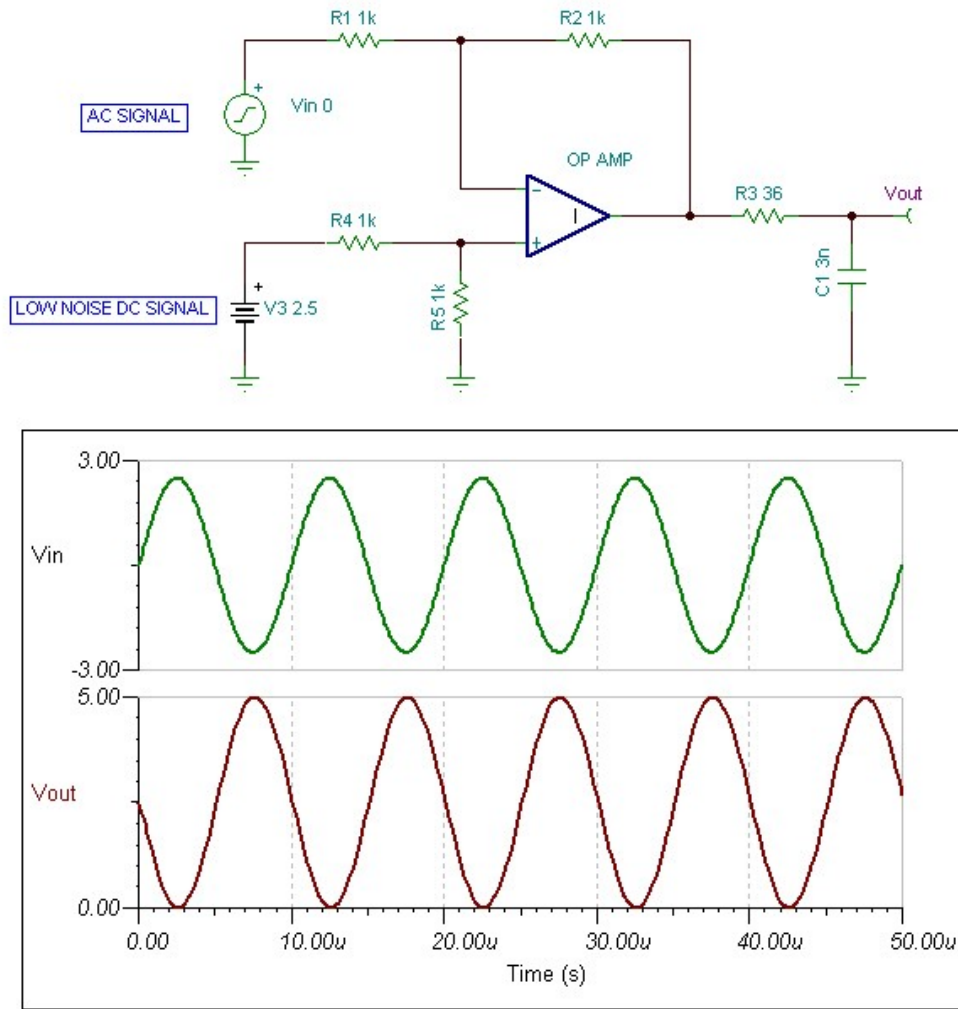 R1 1k
R2 1k
AC SIGNAL
Vin 0
OP AMP
R4 1k
R3 36
Vout
LOW NOISE DC SIGNAL
V3 2.5
R5 1k
C1 3n
3.00
Vin
-3.00
5.00
Vout
0.00
0.00 10.00u 20.00u 30.00u 40.00u 50.00u
Time (s)